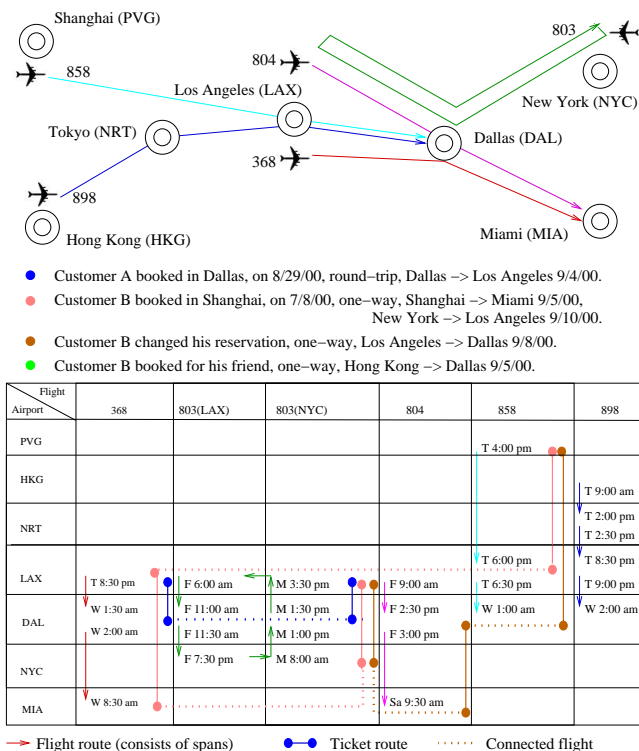 Shanghai (PVG)
858
804
803
Los Angeles (LAX)
New York (NYC)
Tokyo (NRT)
Dallas (DAL)
368
898
Hong Kong (HKG)
Miami (MIA)
Customer A booked in Dallas, on 8/29/00, round−trip, Dallas −> Los Angeles 9/4/00.
Customer B booked in Shanghai, on 7/8/00, one−way, Shanghai −> Miami 9/5/00,
New York −> Los Angeles 9/10/00.
Customer B changed his reservation, one−way, Los Angeles −> Dallas 9/8/00.
Customer B booked for his friend, one−way, Hong Kong −> Dallas 9/5/00.
Flight
Airport 368 803(LAX) 803(NYC) 804 858 898
PVG T 4:00 pm
HKG T 9:00 am
T 2:00 pm
NRT T 2:30 pm
T 6:00 pm T 8:30 pm
LAX T 8:30 pm F 6:00 am M 3:30 pm F 9:00 am T 6:30 pm T 9:00 pm
W 1:30 am F 11:00 am M 1:30 pm F 2:30 pm W 1:00 am W 2:00 am
DAL W 2:00 am F 11:30 am M 1:00 pm F 3:00 pm
F 7:30 pm M 8:00 am
NYC
W 8:30 am Sa 9:30 am
MIA
Flight route (consists of spans) Ticket route Connected flight